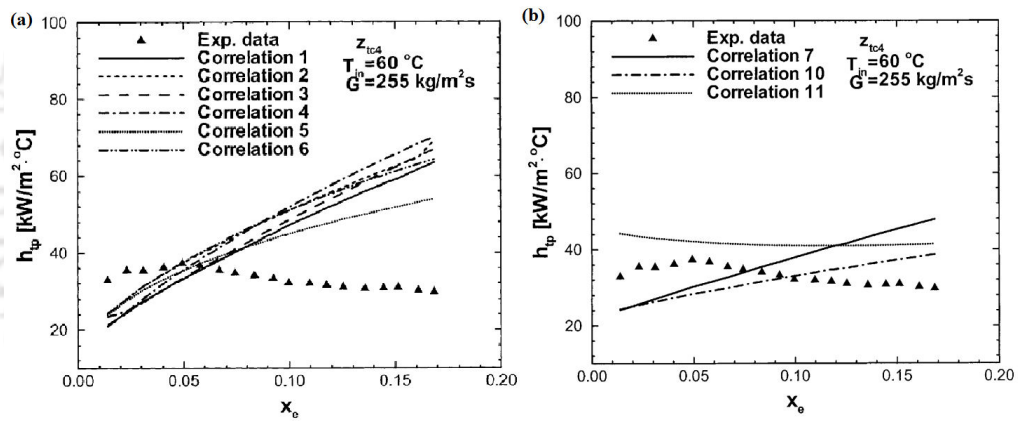 (a)
100
80
60
40
20
0.00 0.05 0.10 0.15 0.20
h_tp [kW/m²·°C]
x_e
Exp. data
Correlation 1
Correlation 2
Correlation 3
Correlation 4
Correlation 5
Correlation 6
z_tc4
T_in=60 °C
G =255 kg/m²s
(b)
100
80
60
40
20
0.00 0.05 0.10 0.15 0.20
h_tp [kW/m²·°C]
x_e
Exp. data
Correlation 7
Correlation 10
Correlation 11
z_tc4
T_in=60 °C
G =255 kg/m²s